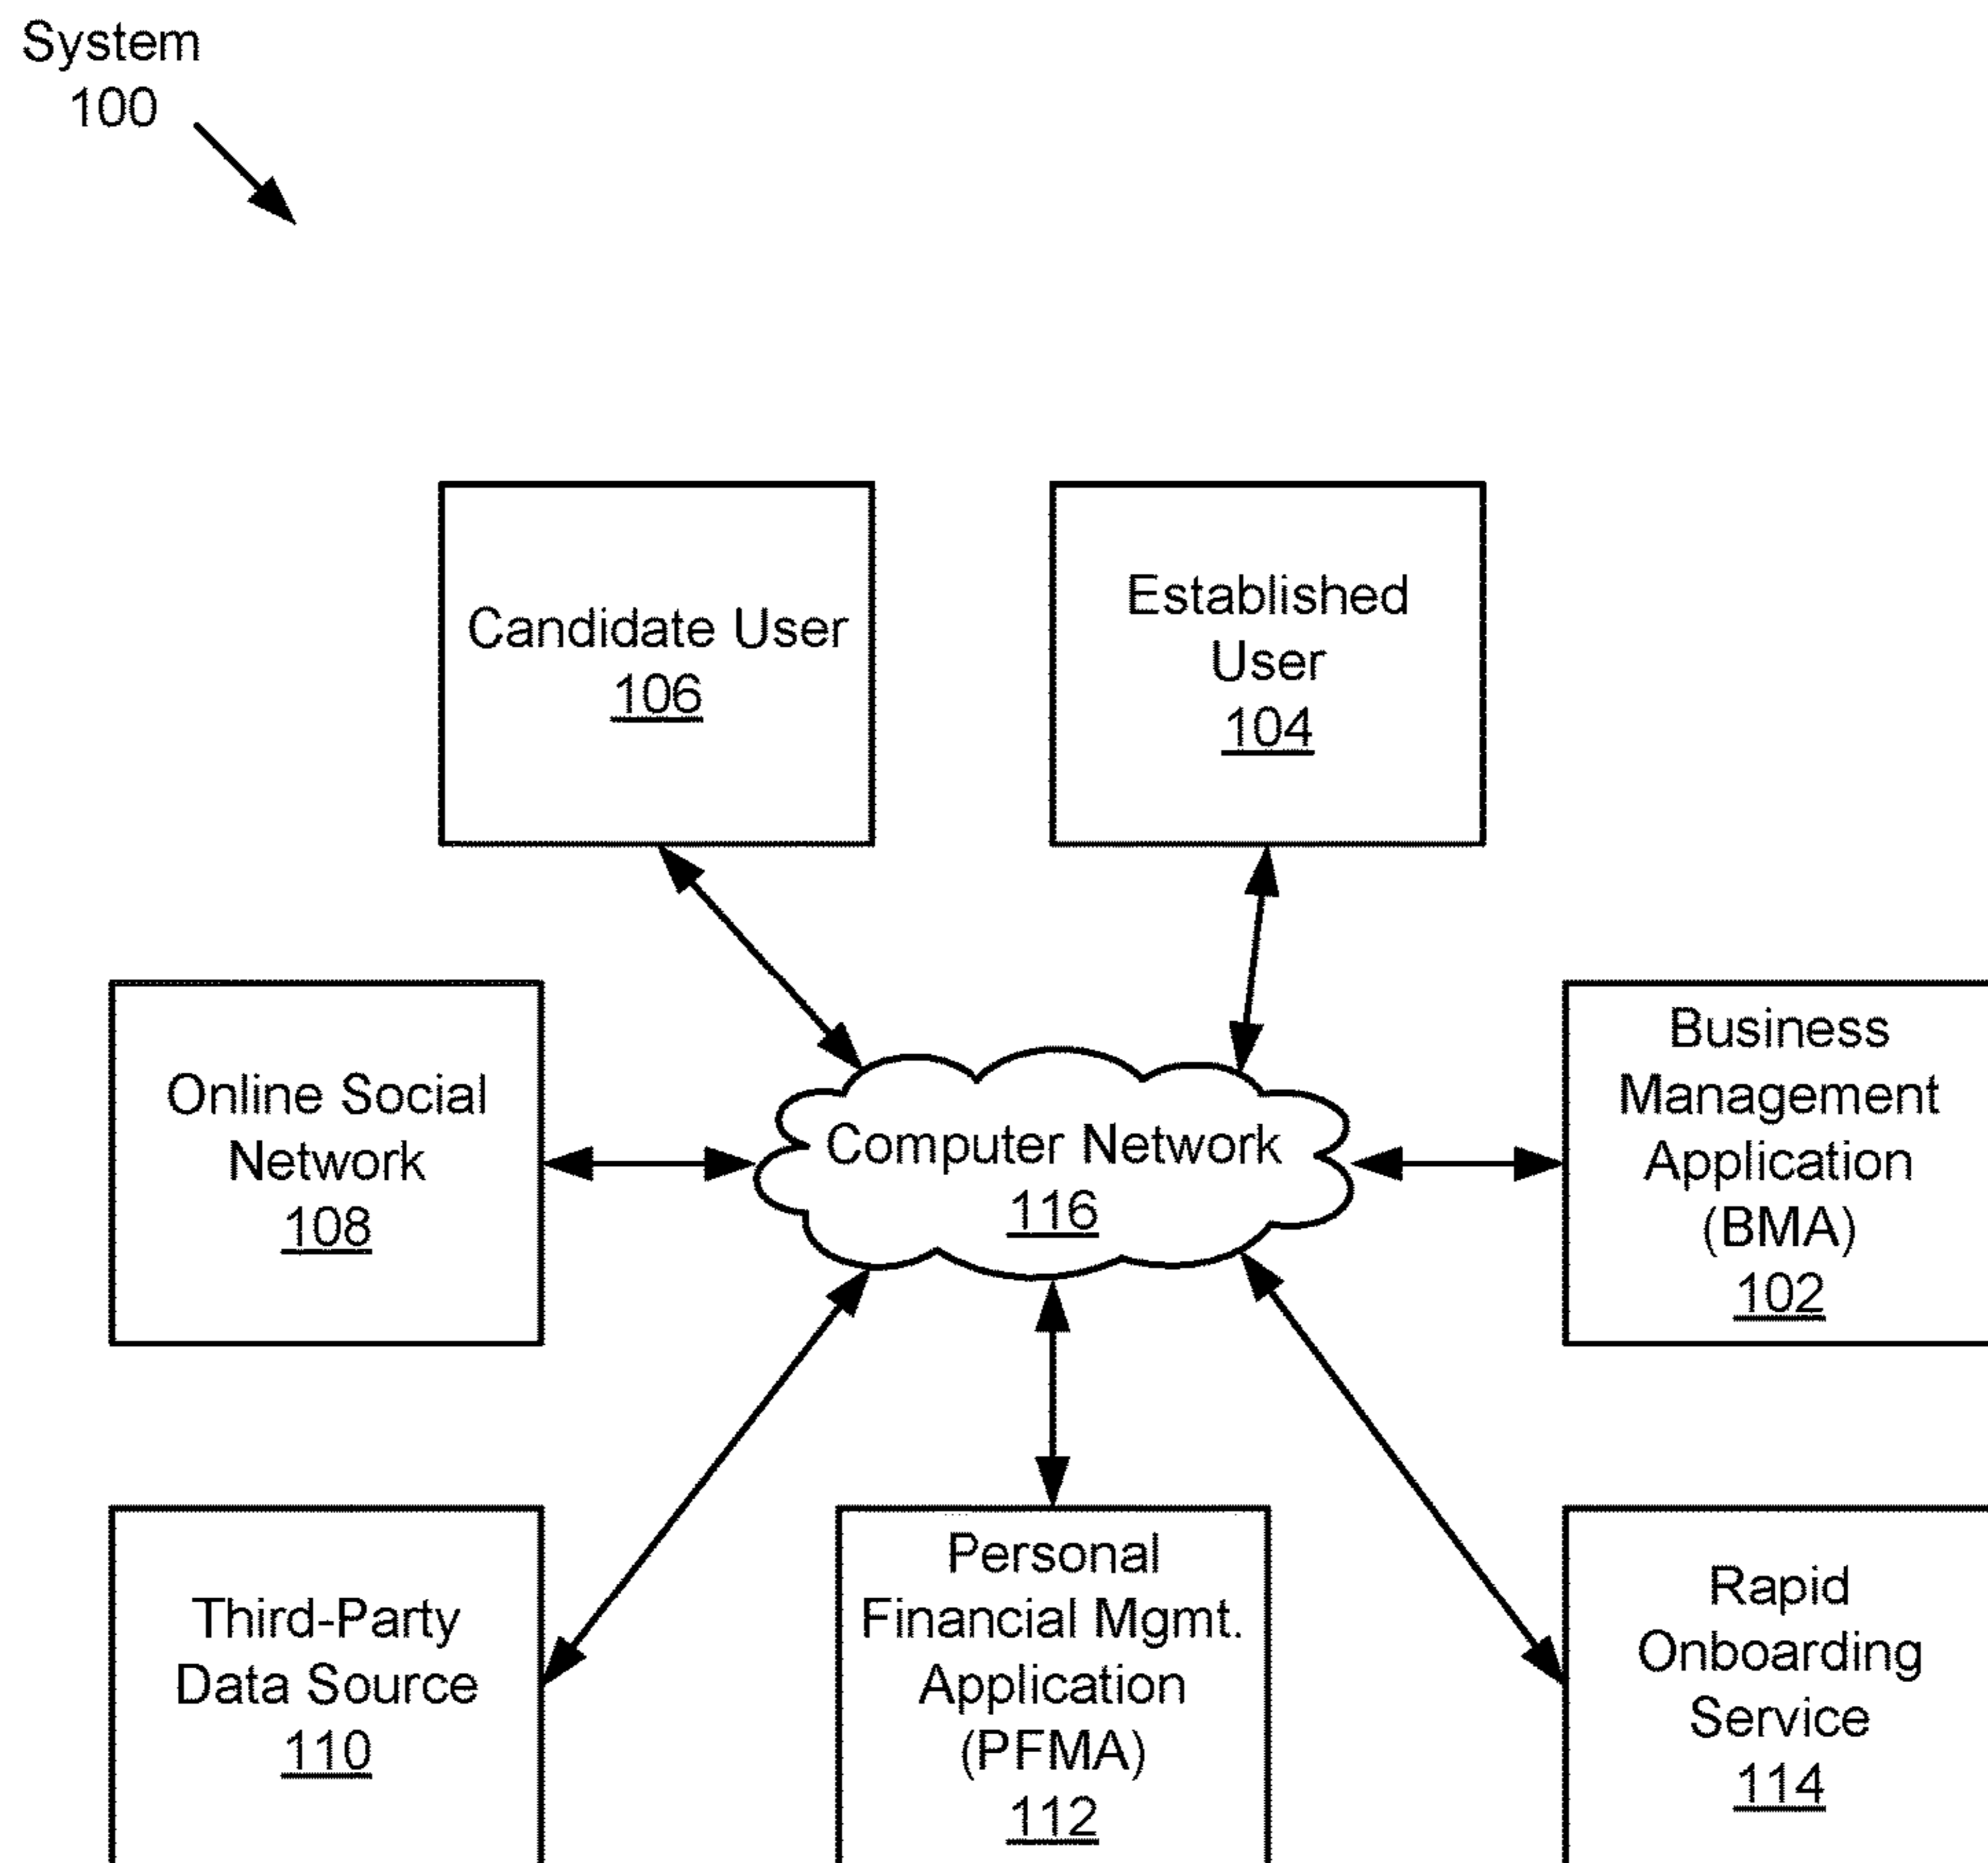 System
100
Candidate User
106
Established
User
104
Online Social
Network
108
Computer Network
116
Business
Management
Application
(BMA)
102
Third-Party
Data Source
110
Personal
Financial Mgmt.
Application
(PFMA)
112
Rapid
Onboarding
Service
114